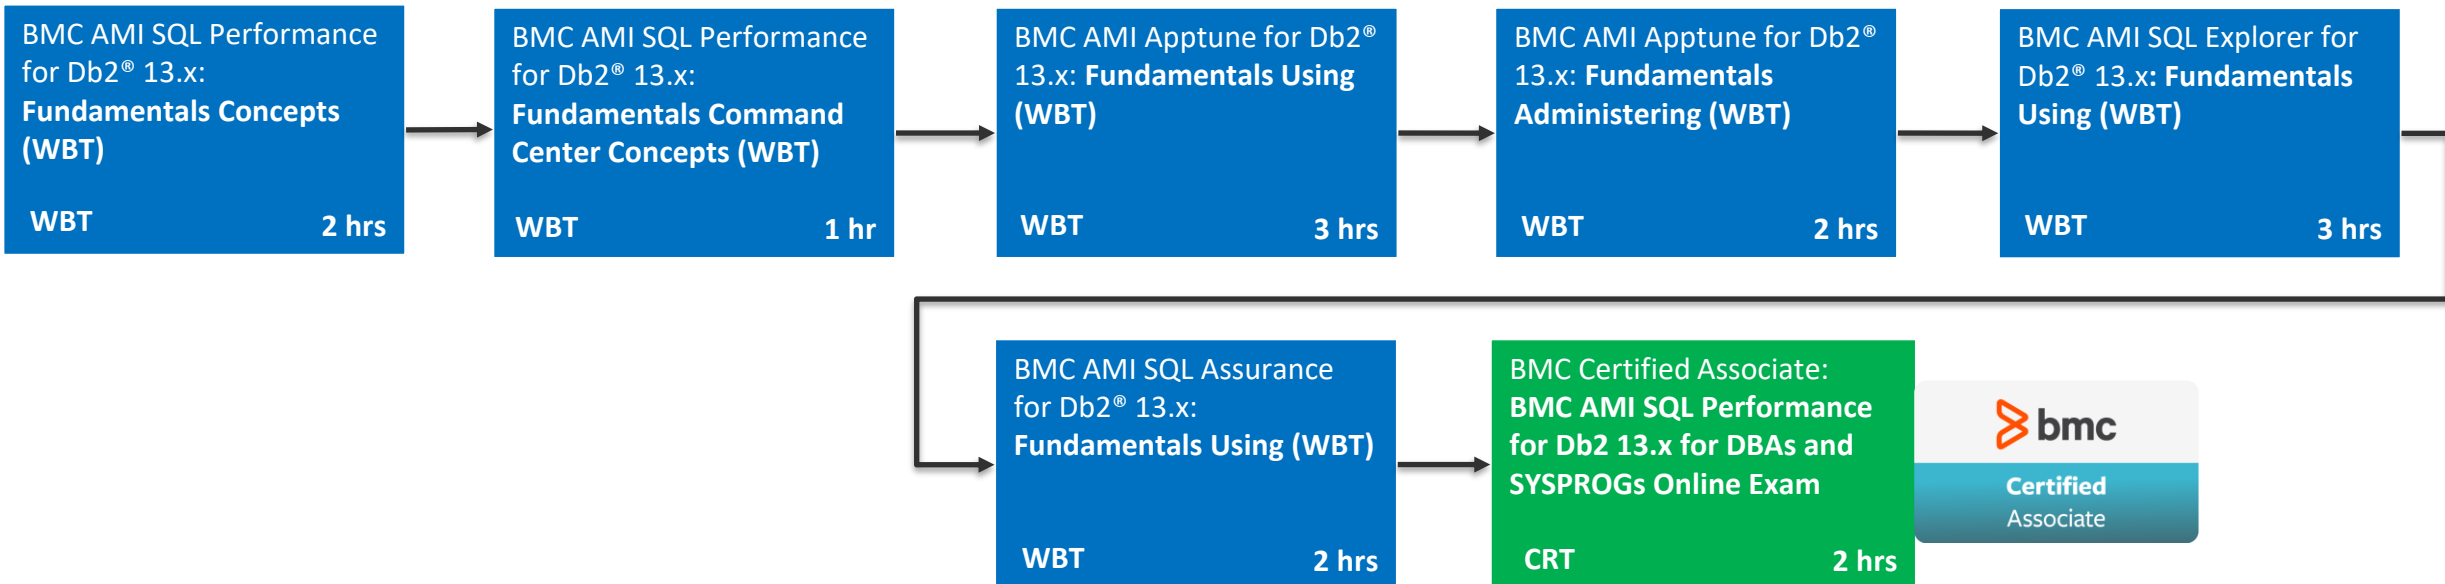 BMC AMI SQL Performance
for Db2® 13.x:
Fundamentals Concepts
(WBT)
WBT
2 hrs
BMC AMI SQL Performance
for Db2® 13.x:
Fundamentals Command
Center Concepts (WBT)
WBT
1 hr
BMC AMI Apptune for Db2®
13.x: Fundamentals Using
(WBT)
WBT
3 hrs
BMC AMI Apptune for Db2®
13.x: Fundamentals
Administering (WBT)
WBT
2 hrs
BMC AMI SQL Explorer for
Db2® 13.x: Fundamentals
Using (WBT)
WBT
3 hrs
BMC AMI SQL Assurance
for Db2® 13.x:
Fundamentals Using (WBT)
WBT
2 hrs
BMC Certified Associate:
BMC AMI SQL Performance
for Db2 13.x for DBAs and
SYSPROGs Online Exam
CRT
2 hrs
bmc
Certified
Associate